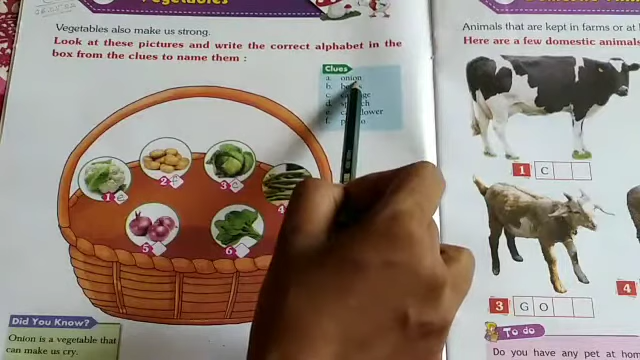 Vegetables
Vegetables also make us strong.
Look at these pictures and write the correct alphabet in the
box from the clues to name them :
Clues
a. onion
b.
c.
d.
e.
f.
1 e
2 f
3 c
4
5
6
Did You Know?
Onion is a vegetable that
can make us cry.
Animals that are kept in farms or at
Here are a few domestic animals
1 C
3 G O
4
To do
Do you have any pet at hom